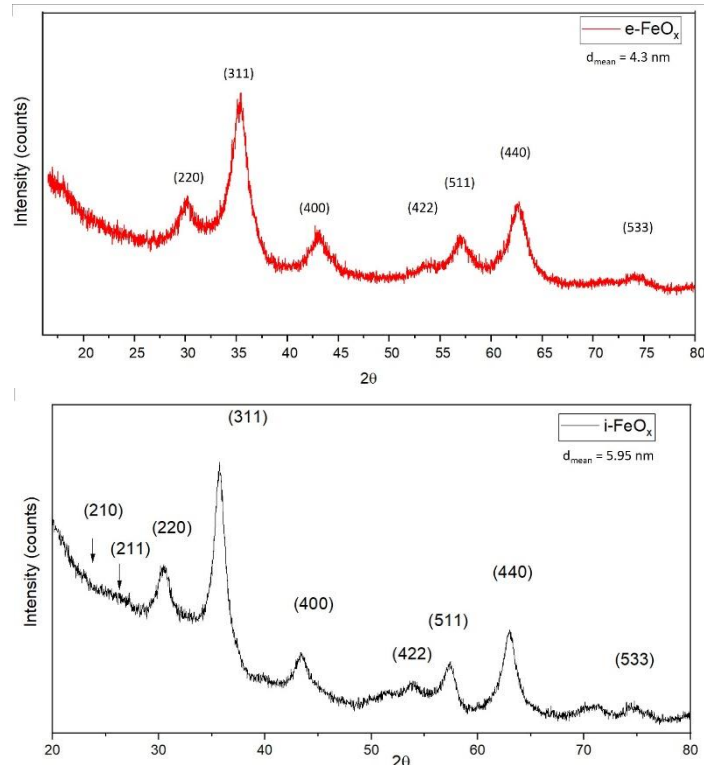 e-FeOₓ
d_mean = 4.3 nm
(311)
(440)
(511)
(220)
(400)
(422)
(533)
Intensity (counts)
20 25 30 35 40 45 50 55 60 65 70 75 80
2θ
(311)
i-FeOₓ
d_mean = 5.95 nm
(210)
(220)
(211)
(440)
(400)
(511)
(422)
(533)
Intensity (counts)
20 30 40 50 60 70 80
2θ